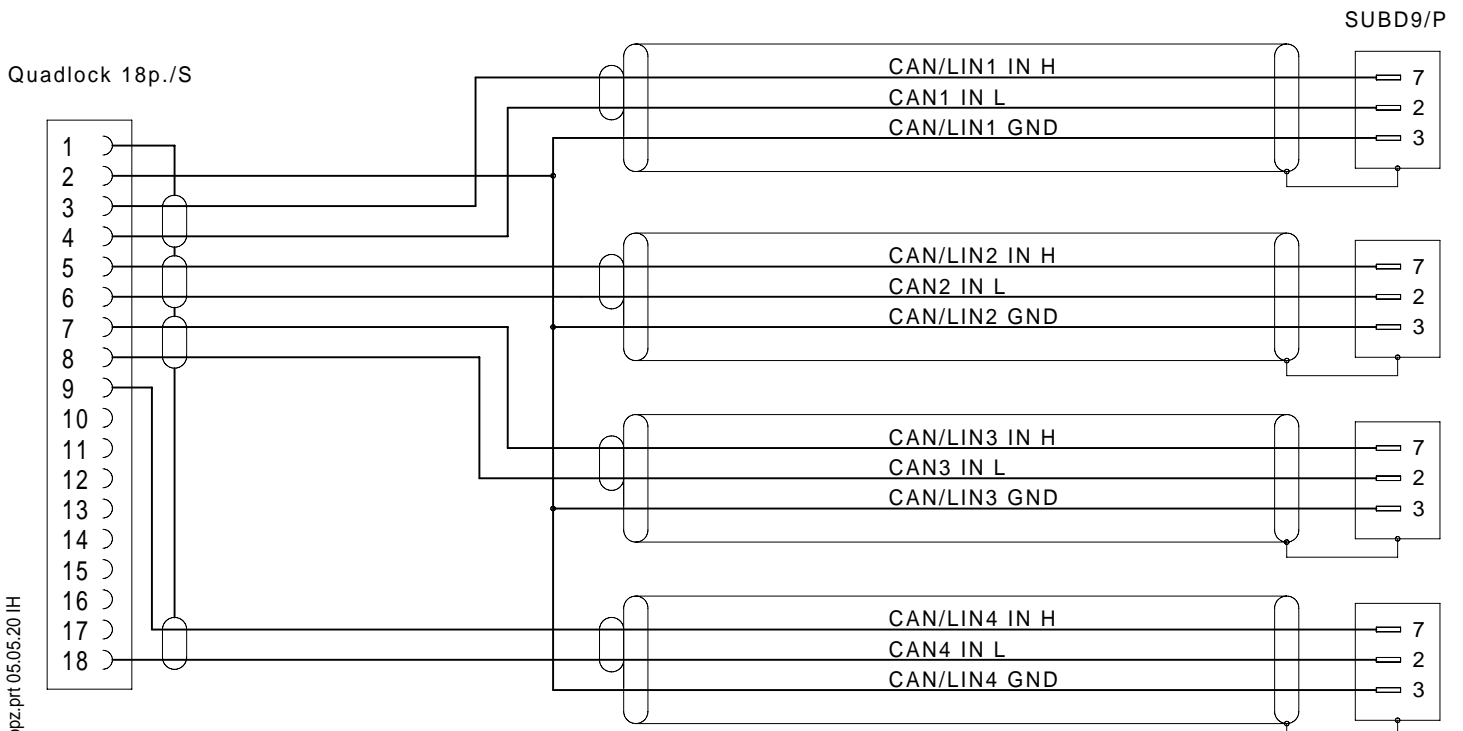 SUBD9/P
Quadlock 18p./S
1
2
3
4
5
6
7
8
9
10
11
12
13
14
15
16
17
18
CAN/LIN1 IN H
CAN1 IN L
CAN/LIN1 GND
7
2
3
CAN/LIN2 IN H
CAN2 IN L
CAN/LIN2 GND
7
2
3
CAN/LIN3 IN H
CAN3 IN L
CAN/LIN3 GND
7
2
3
CAN/LIN4 IN H
CAN4 IN L
CAN/LIN4 GND
7
2
3
05.05.20 IH